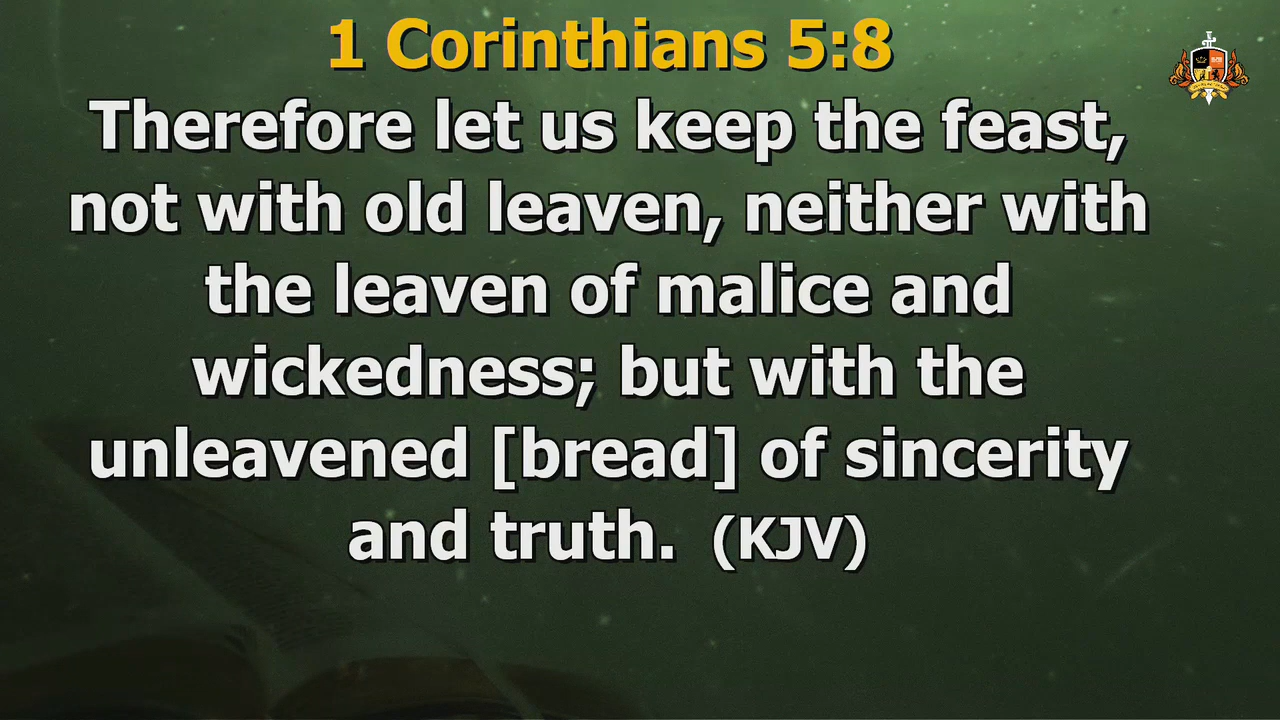 1 Corinthians 5:8
Therefore let us keep the feast,
not with old leaven, neither with
the leaven of malice and
wickedness; but with the
unleavened [bread] of sincerity
and truth. (KJV)